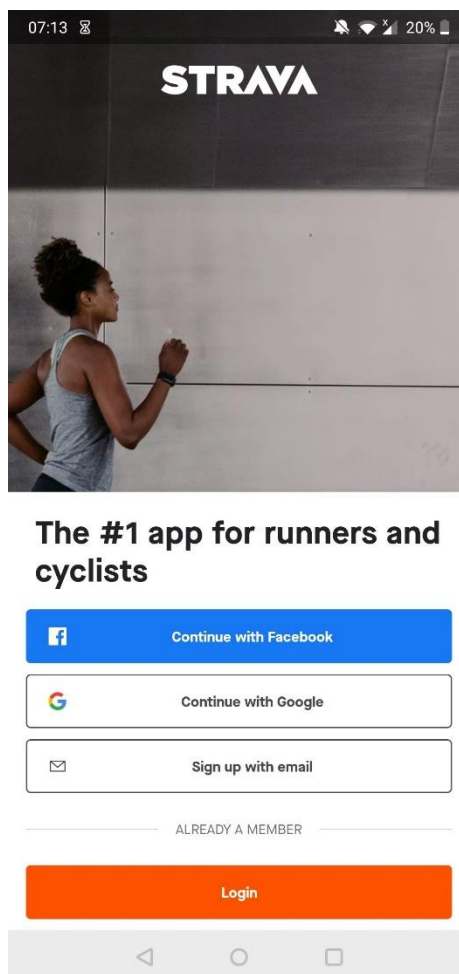 07:13 20%
STRAVA
The #1 app for runners and
cyclists
Continue with Facebook
Continue with Google
Sign up with email
ALREADY A MEMBER
Login